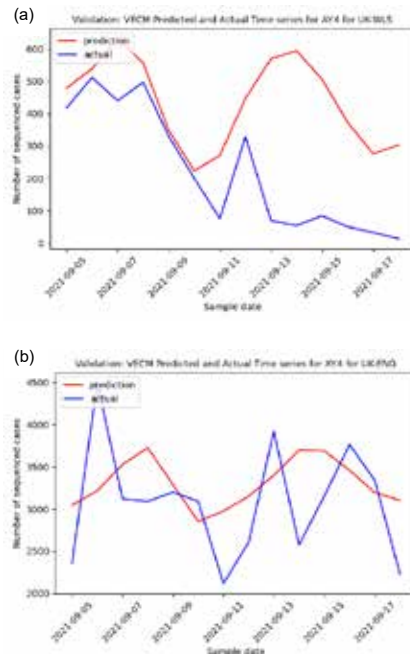 (a)
Validation: VECM Predicted and Actual Time series for AY4 for UK-WLS
prediction
actual
Number of sequenced cases
600
500
400
300
200
100
0
2021-09-05
2021-09-07
2021-09-09
2021-09-11
2021-09-13
2021-09-15
2021-09-17
Sample date
(b)
Validation: VECM Predicted and Actual Time series for AY4 for UK-ENG
prediction
actual
Number of sequenced cases
4500
4000
3500
3000
2500
2000
2021-09-05
2021-09-07
2021-09-09
2021-09-11
2021-09-13
2021-09-15
2021-09-17
Sample date